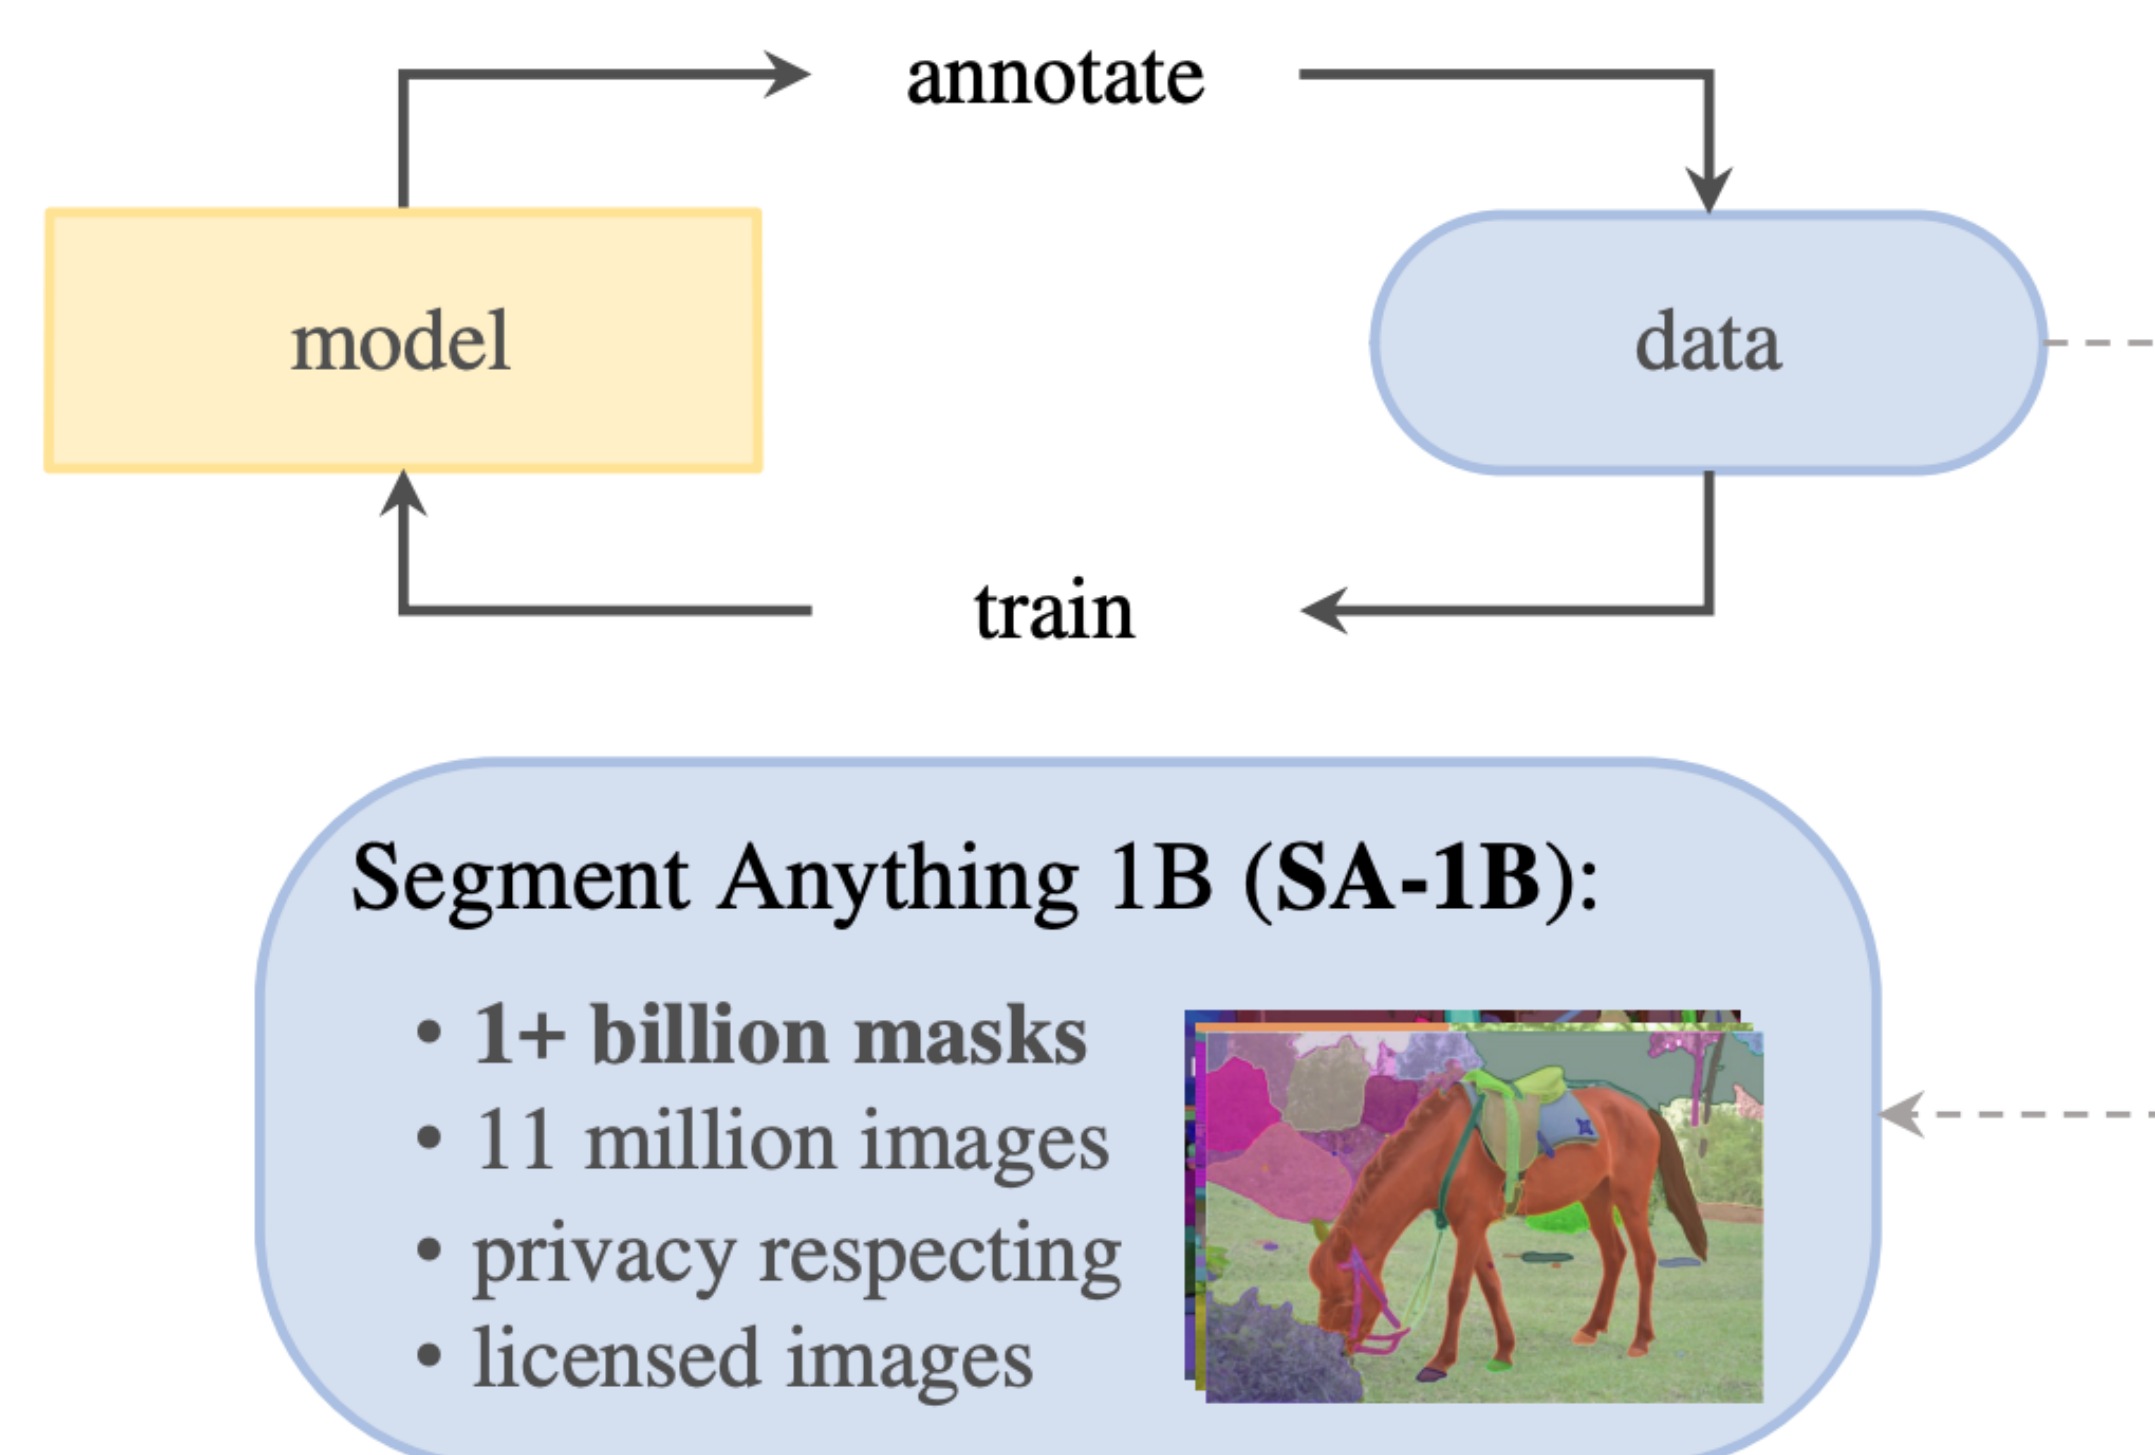 annotate
model
data
train
Segment Anything 1B (SA-1B):
• 1+ billion masks
• 11 million images
• privacy respecting
• licensed images